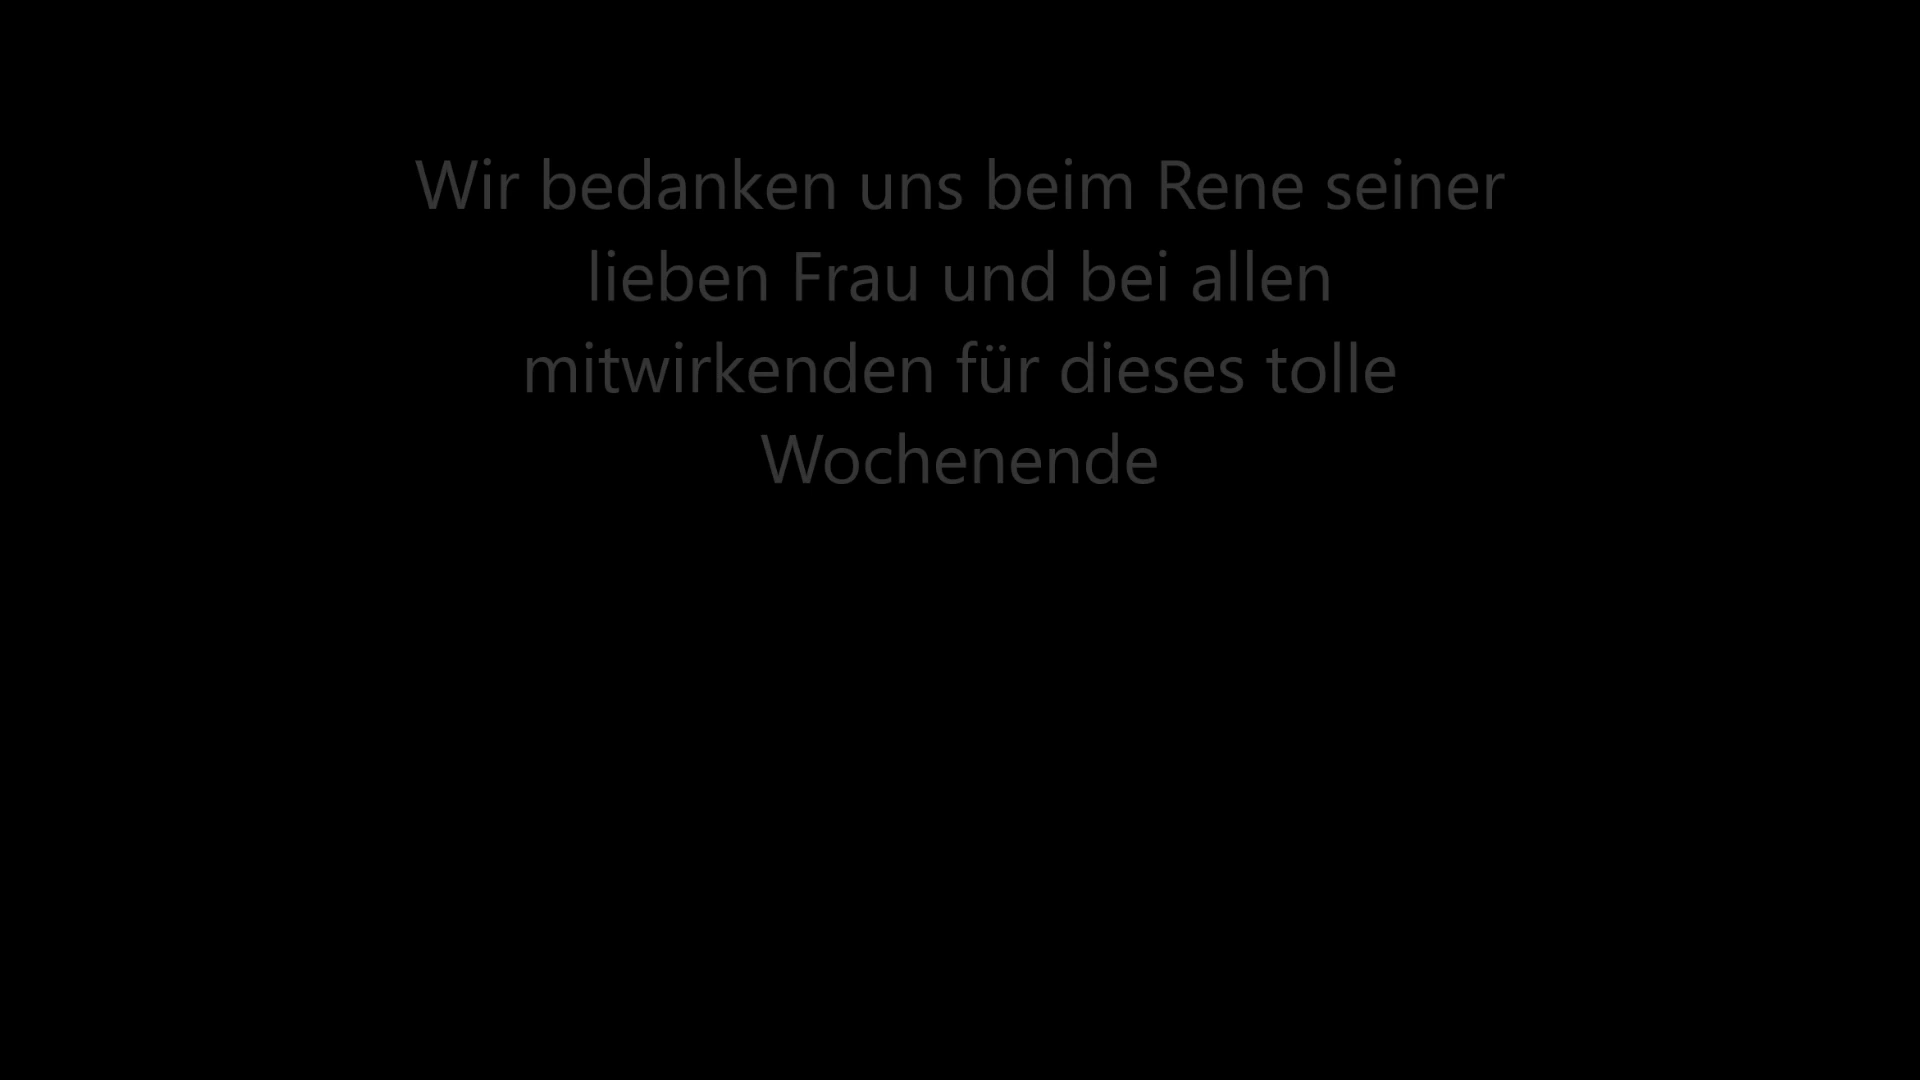 Wir bedanken uns beim Rene seiner
lieben Frau und bei allen
mitwirkenden für dieses tolle
Wochenende